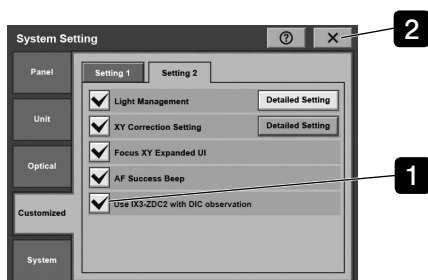 System Setting
Panel
Unit
Optical
Customized
System
Setting 1 Setting 2
Light Management Detailed Setting
XY Correction Setting Detailed Setting
Focus XY Expanded UI
AF Success Beep
Use IX3-ZDC2 with DIC observation
?
X
2
1